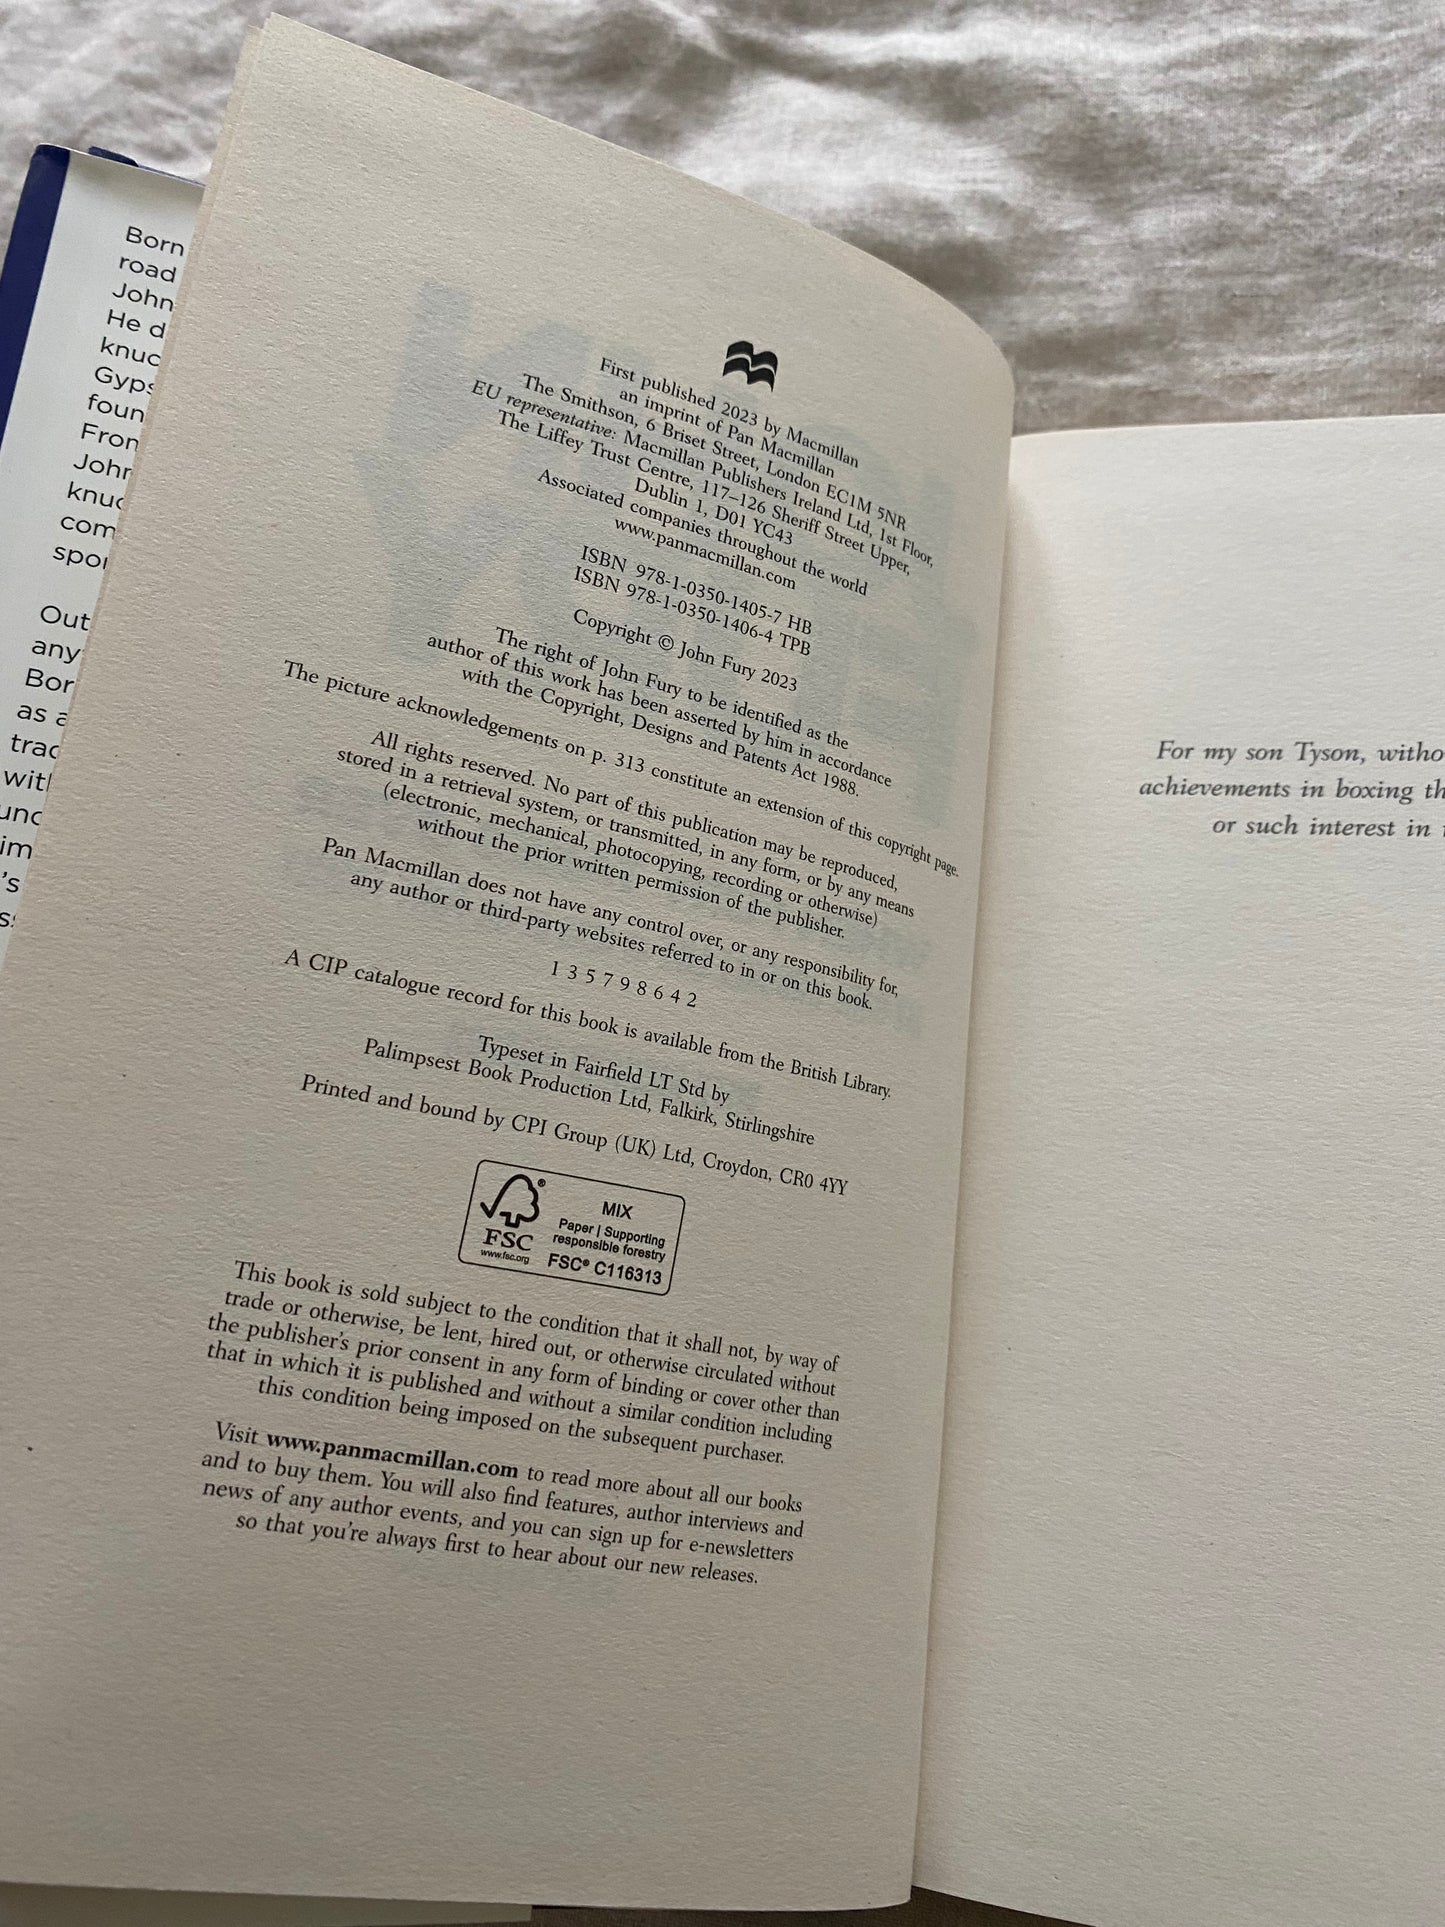 Born
road
John
He d
knuc
Gyps
foun
From
John
knuc
com
spor
Out
any
Bor
as a
trad
with
unc
im
's
First published 2023 by Macmillan
an imprint of Pan Macmillan
The Smithson, 6 Briset Street, London EC1M 5NR
EU representative: Macmillan Publishers Ireland Ltd, 1st Floor,
The Liffey Trust Centre, 117–126 Sheriff Street Upper,
Dublin 1, D01 YC43
Associated companies throughout the world
www.panmacmillan.com
ISBN 978-1-0350-1405-7 HB
ISBN 978-1-0350-1406-4 TPB
Copyright © John Fury 2023
The right of John Fury to be identified as the
author of this work has been asserted by him in accordance
with the Copyright, Designs and Patents Act 1988.
The picture acknowledgements on p. 313 constitute an extension of this copyright page.
All rights reserved. No part of this publication may be reproduced,
stored in a retrieval system, or transmitted, in any form, or by any means
(electronic, mechanical, photocopying, recording or otherwise)
without the prior written permission of the publisher.
Pan Macmillan does not have any control over, or any responsibility for,
any author or third-party websites referred to in or on this book.
1 3 5 7 9 8 6 4 2
A CIP catalogue record for this book is available from the British Library.
Typeset in Fairfield LT Std by
Palimpsest Book Production Ltd, Falkirk, Stirlingshire
Printed and bound by CPI Group (UK) Ltd, Croydon, CR0 4YY
FSC®
www.fsc.org
MIX
Paper | Supporting
responsible forestry
FSC® C116313
This book is sold subject to the condition that it shall not, by way of
trade or otherwise, be lent, hired out, or otherwise circulated without
the publisher's prior consent in any form of binding or cover other than
that in which it is published and without a similar condition including
this condition being imposed on the subsequent purchaser.
Visit www.panmacmillan.com to read more about all our books
and to buy them. You will also find features, author interviews and
news of any author events, and you can sign up for e-newsletters
so that you're always first to hear about our new releases.
For my son Tyson, witho
achievements in boxing th
or such interest in